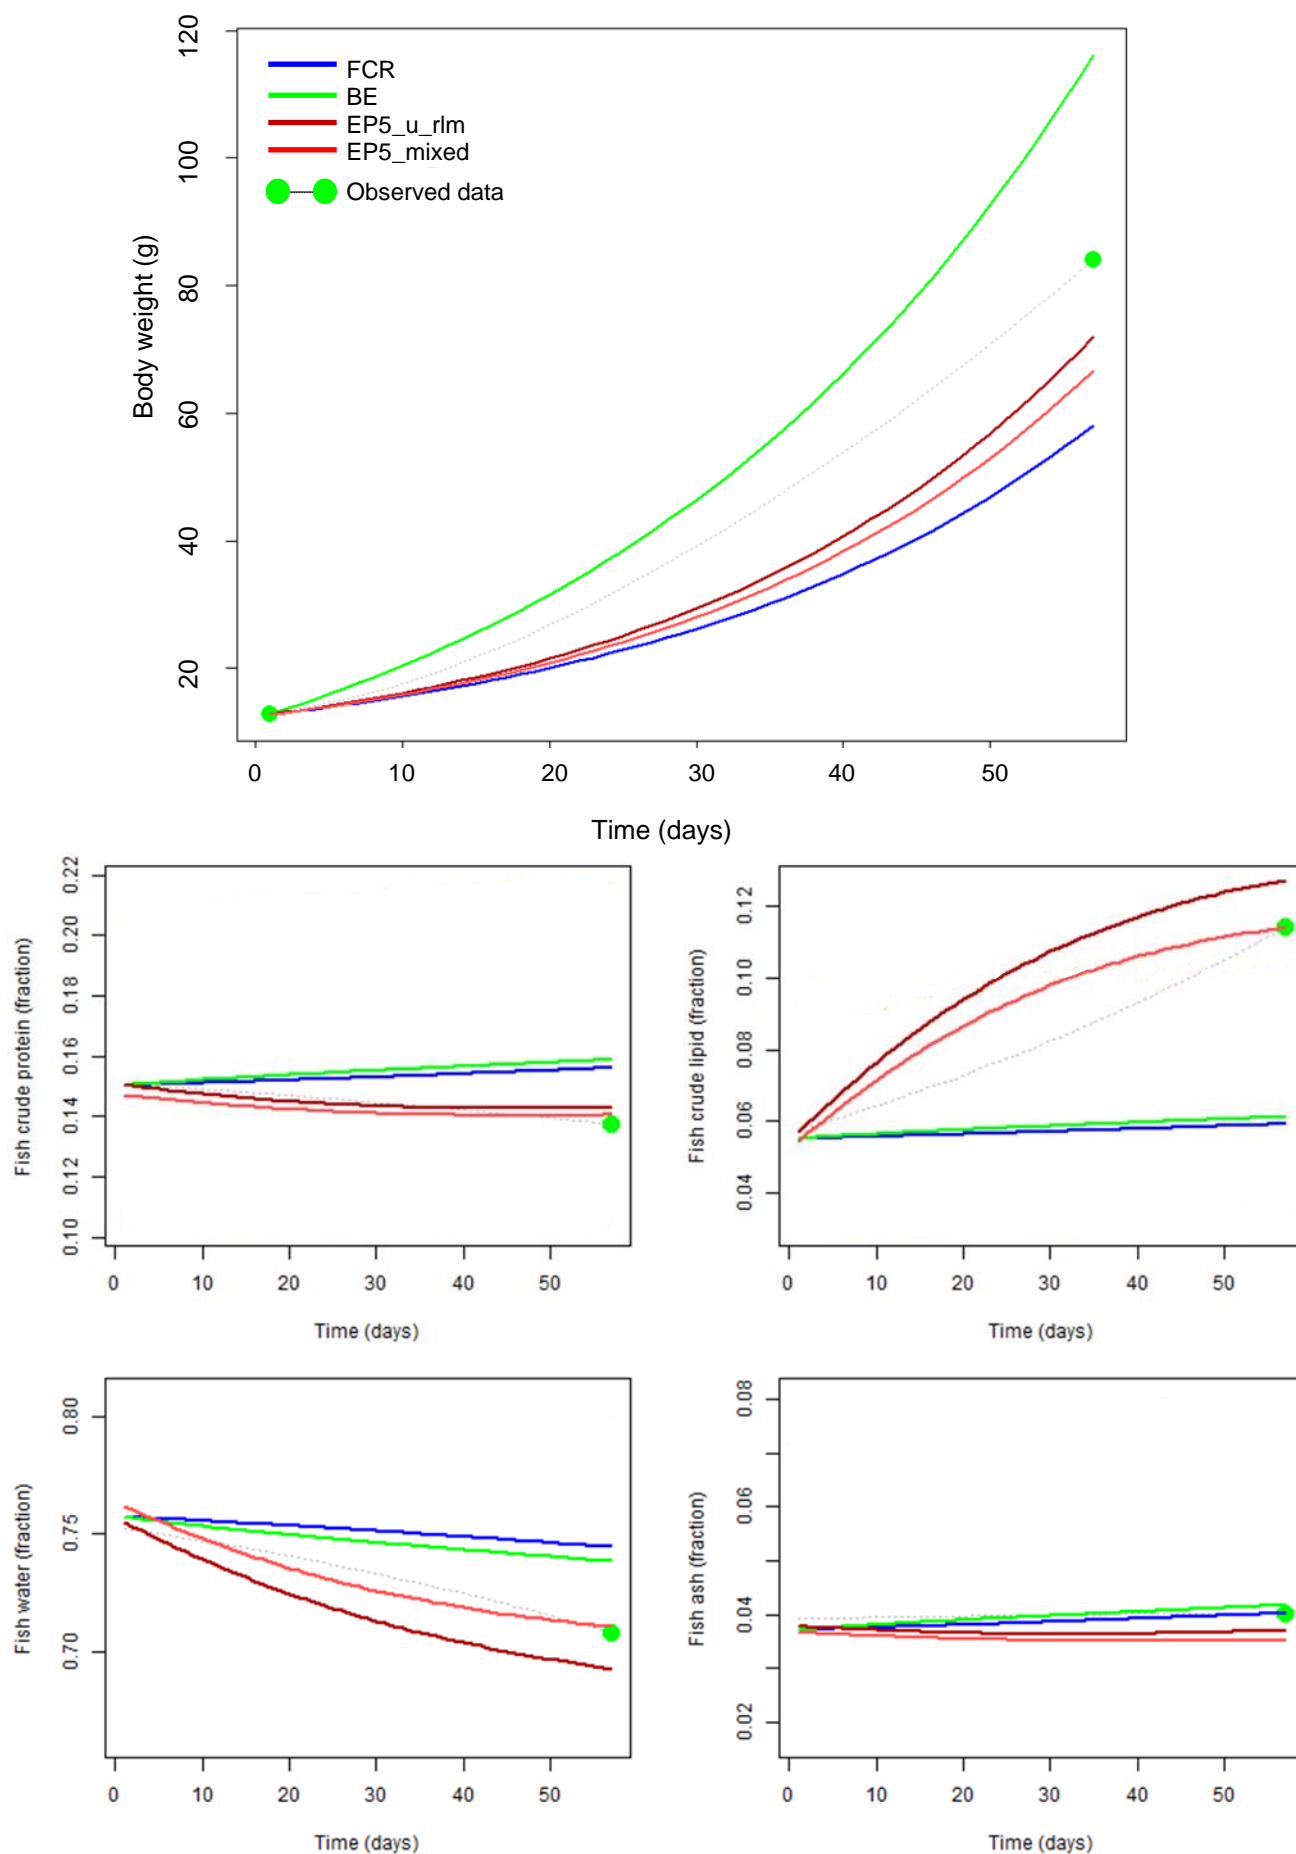 120
100
80
60
40
20
Body weight (g)
FCR
BE
EP5_u_rlm
EP5_mixed
Observed data
0 10 20 30 40 50
Time (days)
0.22
0.20
0.18
0.16
0.14
0.12
0.10
Fish crude protein (fraction)
0 10 20 30 40 50
Time (days)
0.12
0.10
0.08
0.06
0.04
Fish crude lipid (fraction)
0 10 20 30 40 50
Time (days)
0.80
0.75
0.70
Fish water (fraction)
0 10 20 30 40 50
Time (days)
0.08
0.06
0.04
0.02
Fish ash (fraction)
0 10 20 30 40 50
Time (days)